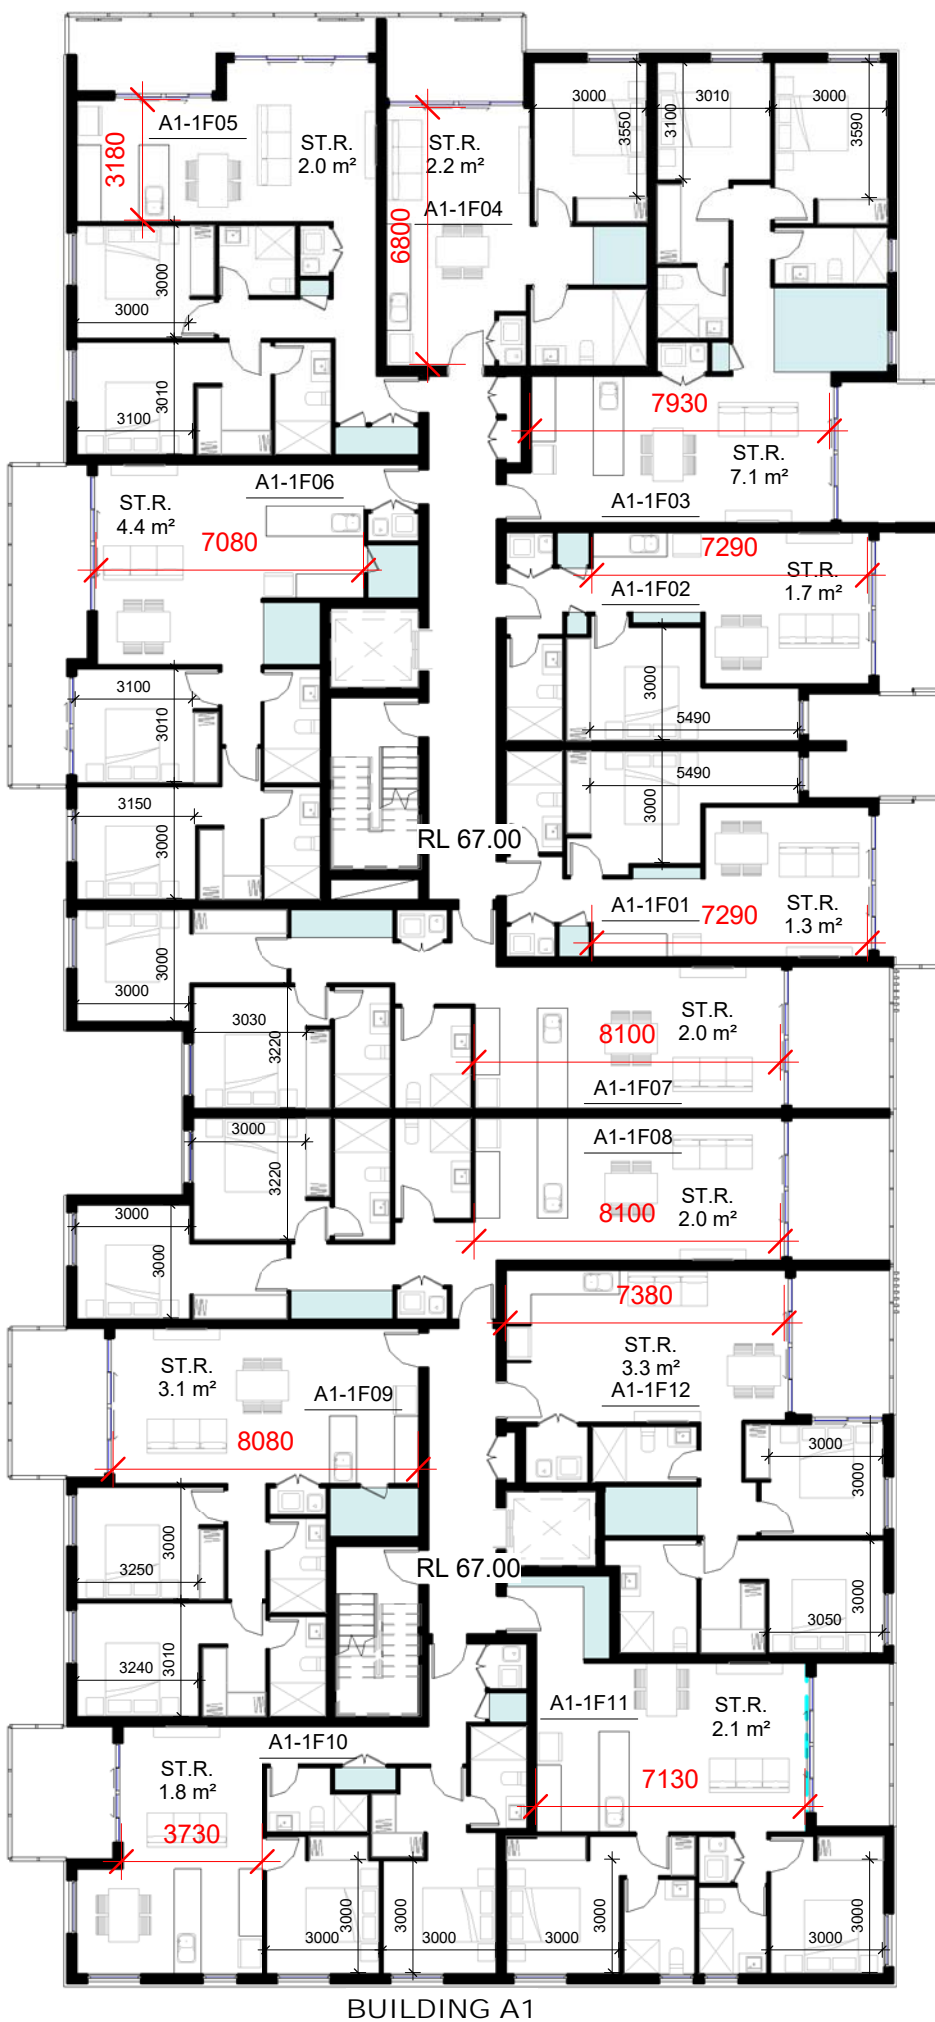 A1-1F05
3180
ST.R.
2.0 m²
ST.R.
2.2 m²
A1-1F04
6800
3000
3550
3010
3100
3000
3590
3000
3000
3010
3100
7930
ST.R.
7.1 m²
A1-1F03
A1-1F06
ST.R.
4.4 m²
7080
7290
ST.R.
1.7 m²
A1-1F02
3000
5490
3100
3010
5490
3000
3150
3000
RL 67.00
A1-1F01
7290
ST.R.
1.3 m²
3000
3000
3030
3220
ST.R.
2.0 m²
8100
A1-1F07
3000
3220
A1-1F08
ST.R.
2.0 m²
8100
3000
3000
7380
ST.R.
3.3 m²
A1-1F12
ST.R.
3.1 m²
A1-1F09
8080
3000
3000
3000
3250
RL 67.00
3000
3050
3010
3240
A1-1F11
ST.R.
2.1 m²
7130
A1-1F10
ST.R.
1.8 m²
3730
3000
3000
3000
3000
3000
3000
3000
3000
BUILDING A1